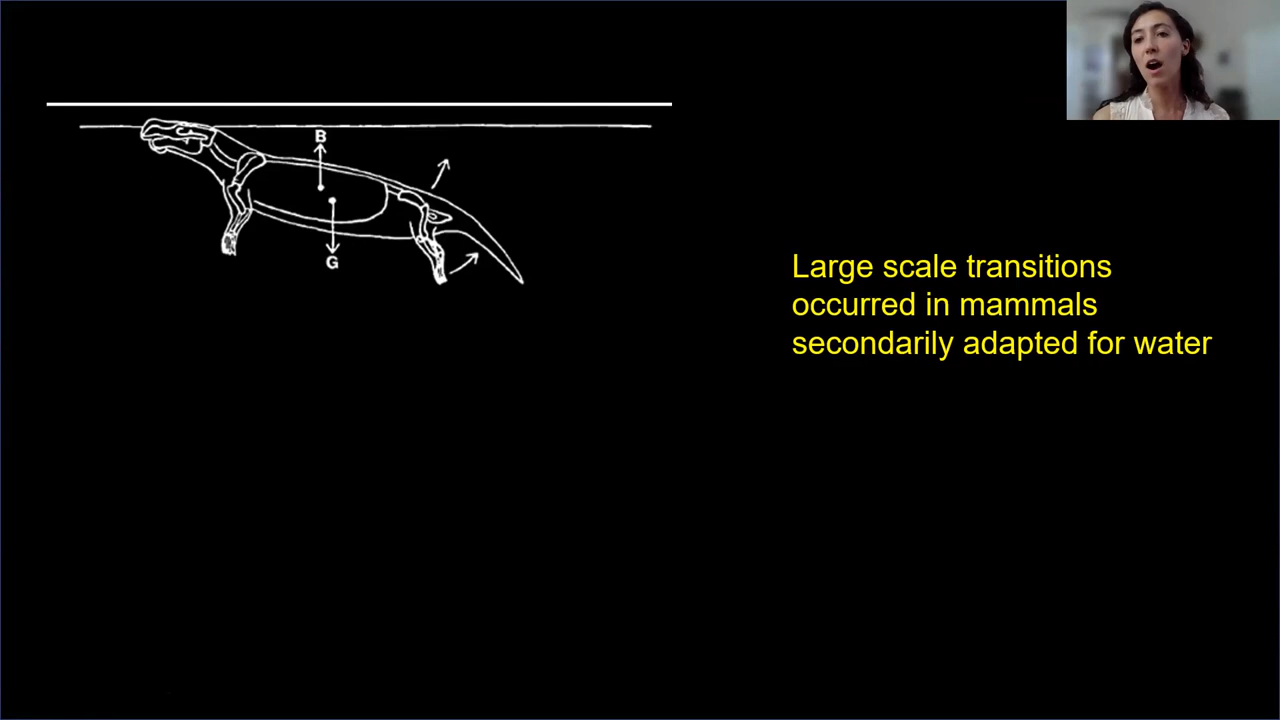 B
G
Large scale transitions
occurred in mammals
secondarily adapted for water